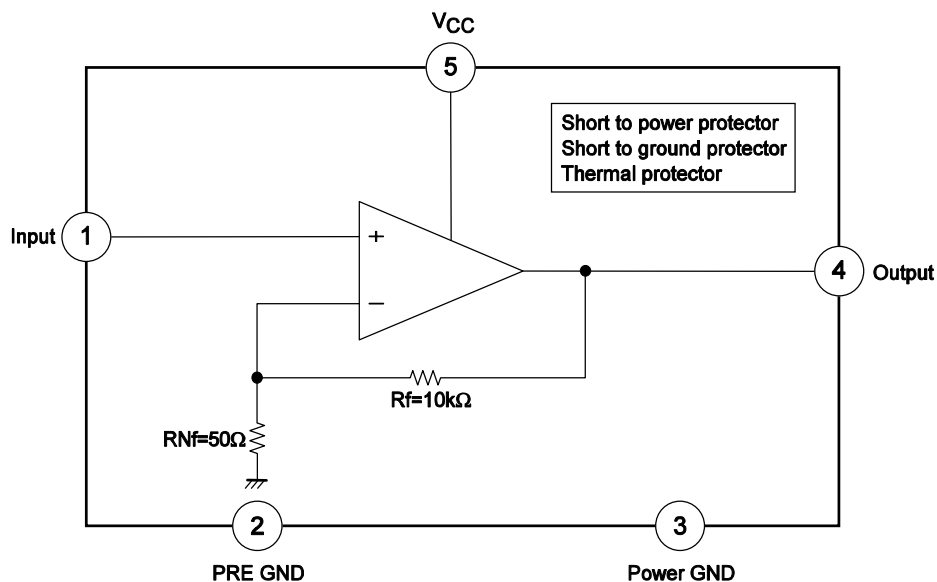 VCC
5
Short to power protector
Short to ground protector
Thermal protector
Input
1
+
−
4
Output
Rf=10kΩ
RNf=50Ω
2
3
PRE GND
Power GND